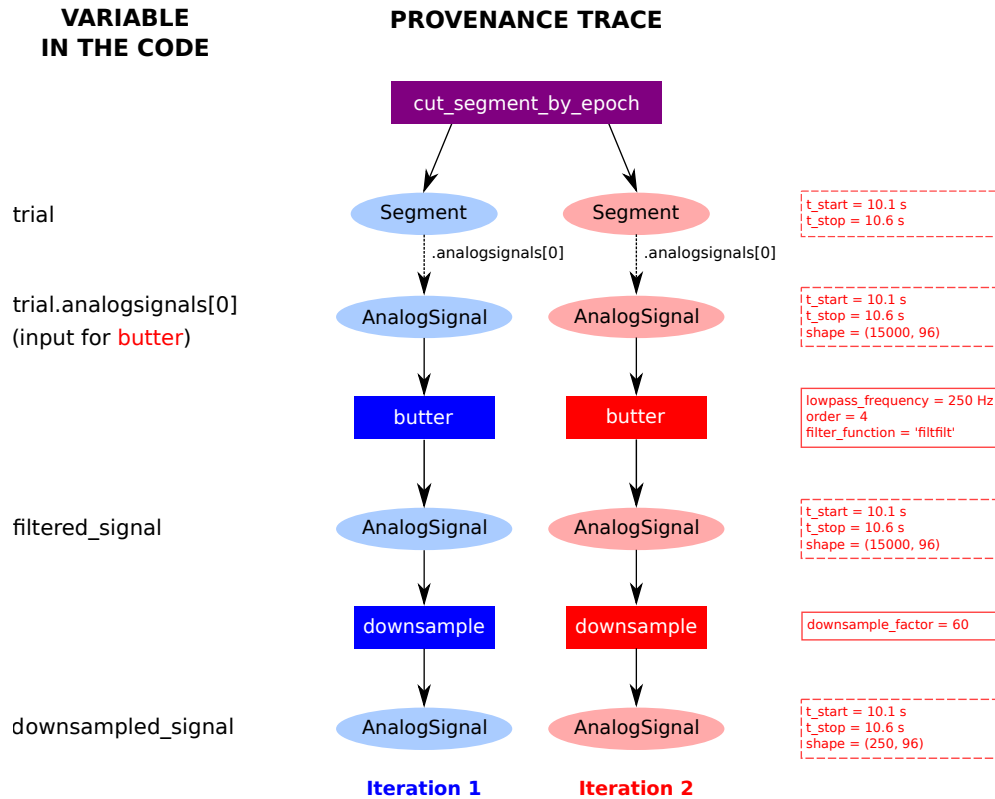 VARIABLE
IN THE CODE
PROVENANCE TRACE
cut_segment_by_epoch
trial
Segment
Segment
t_start = 10.1 s
t_stop = 10.6 s
.analogsignals[0]
.analogsignals[0]
trial.analogsignals[0]
(input for butter)
AnalogSignal
AnalogSignal
t_start = 10.1 s
t_stop = 10.6 s
shape = (15000, 96)
butter
butter
lowpass_frequency = 250 Hz
order = 4
filter_function = 'filtfilt'
filtered_signal
AnalogSignal
AnalogSignal
t_start = 10.1 s
t_stop = 10.6 s
shape = (15000, 96)
downsample
downsample
downsample_factor = 60
downsampled_signal
AnalogSignal
AnalogSignal
t_start = 10.1 s
t_stop = 10.6 s
shape = (250, 96)
Iteration 1
Iteration 2